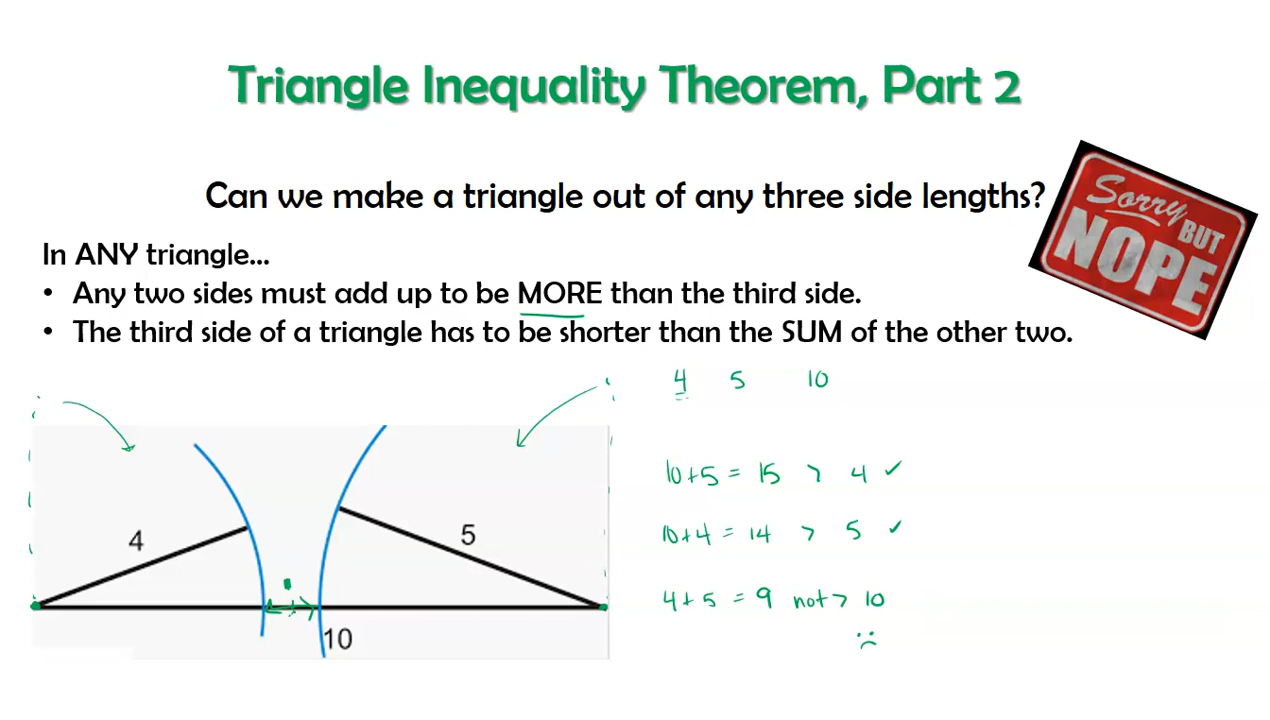 Triangle Inequality Theorem, Part 2
Can we make a triangle out of any three side lengths?
Sorry
BUT
NOPE
In ANY triangle...
• Any two sides must add up to be MORE than the third side.
• The third side of a triangle has to be shorter than the SUM of the other two.
4 5 10
10+5 = 15 > 4 ✓
10+4 = 14 > 5 ✓
4+5 = 9 not > 10
4
5
10